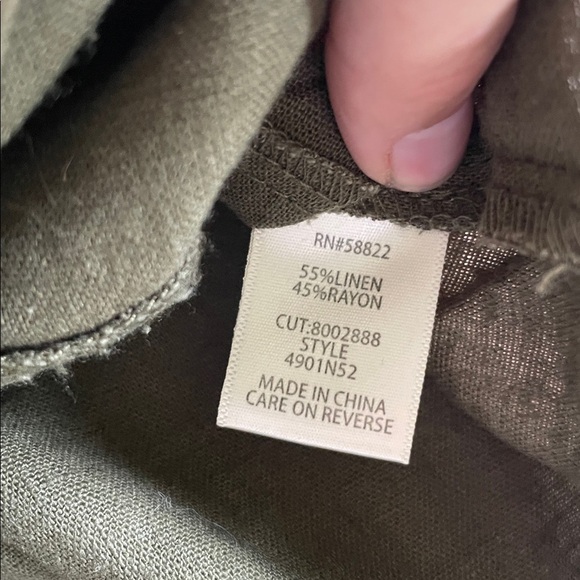 RN#58822
55%LINEN
45%RAYON
CUT:8002888
STYLE
4901N52
MADE IN CHINA
CARE ON REVERSE